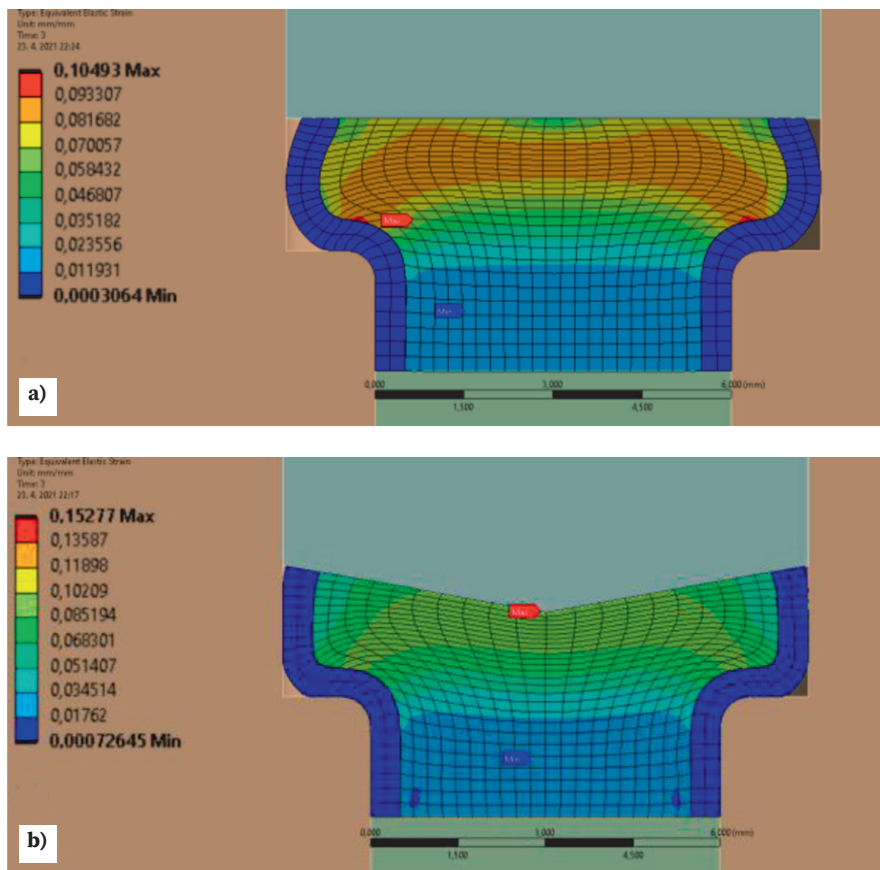 Type: Equivalent Elastic Strain
Unit: mm/mm
Time: 3
23. 4. 2021 22:24
0,10493 Max
0,093307
0,081682
0,070057
0,058432
0,046807
0,035182
0,023556
0,011931
0,0003064 Min
Max
Min
a)
0,000 3,000 6,000 (mm)
1,500 4,500
Type: Equivalent Elastic Strain
Unit: mm/mm
Time: 3
23. 4. 2021 22:17
0,15277 Max
0,13587
0,11898
0,10209
0,085194
0,068301
0,051407
0,034514
0,01762
0,00072645 Min
Max
Min
b)
0,000 3,000 6,000 (mm)
1,500 4,500